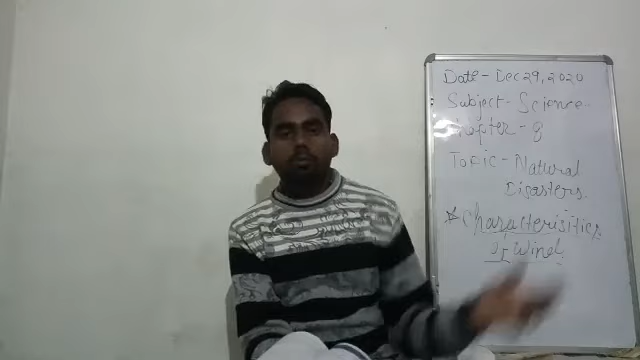 Date - Dec 29, 2020
Subject - Science.
Chapter - 8
Topic - Natural
Disasters.
* Characterisitics
of Wind